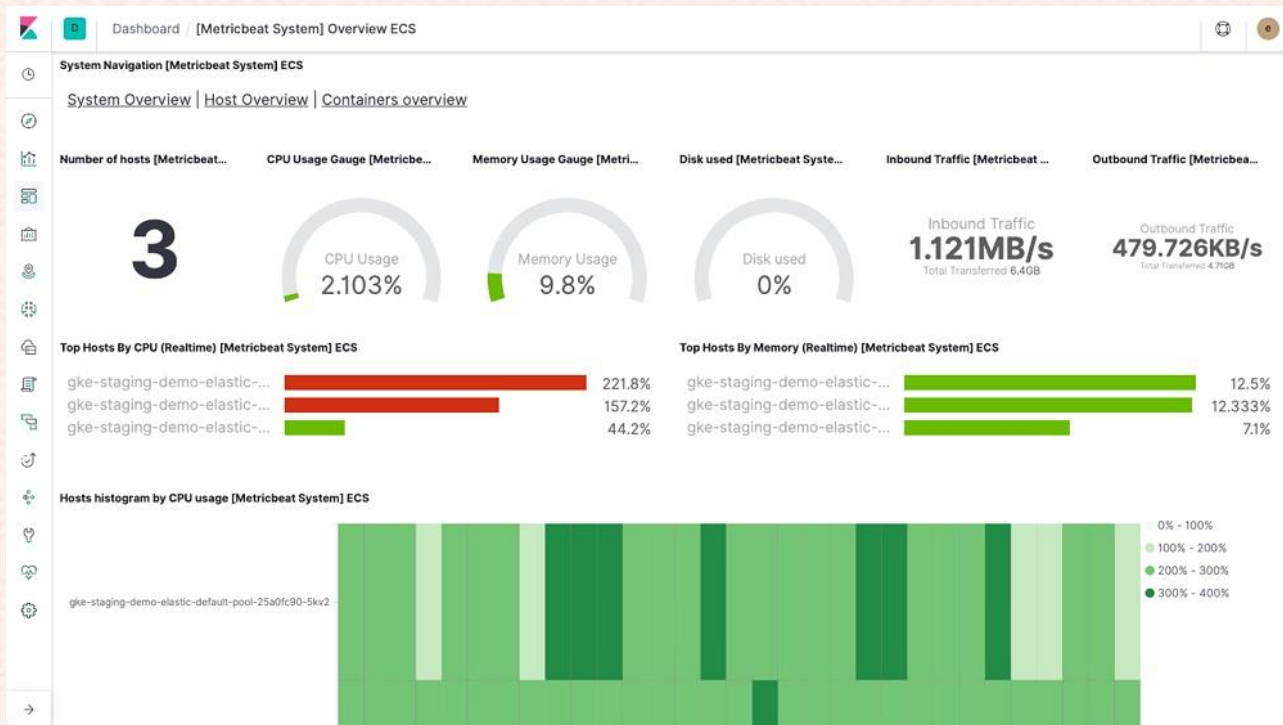 D Dashboard / [Metricbeat System] Overview ECS e
System Navigation [Metricbeat System] ECS
System Overview | Host Overview | Containers overview
Number of hosts [Metricbeat... CPU Usage Gauge [Metricbe... Memory Usage Gauge [Metri... Disk used [Metricbeat Syste... Inbound Traffic [Metricbeat ... Outbound Traffic [Metricbea...
3
CPU Usage
2.103%
Memory Usage
9.8%
Disk used
0%
Inbound Traffic
1.121MB/s
Total Transferred 6.4GB
Outbound Traffic
479.726KB/s
Total Transferred 4.71GB
Top Hosts By CPU (Realtime) [Metricbeat System] ECS
gke-staging-demo-elastic-... 221.8%
gke-staging-demo-elastic-... 157.2%
gke-staging-demo-elastic-... 44.2%
Top Hosts By Memory (Realtime) [Metricbeat System] ECS
gke-staging-demo-elastic-... 12.5%
gke-staging-demo-elastic-... 12.333%
gke-staging-demo-elastic-... 7.1%
Hosts histogram by CPU usage [Metricbeat System] ECS
gke-staging-demo-elastic-default-pool-25a0fc90-5kv2
0% - 100%
100% - 200%
200% - 300%
300% - 400%